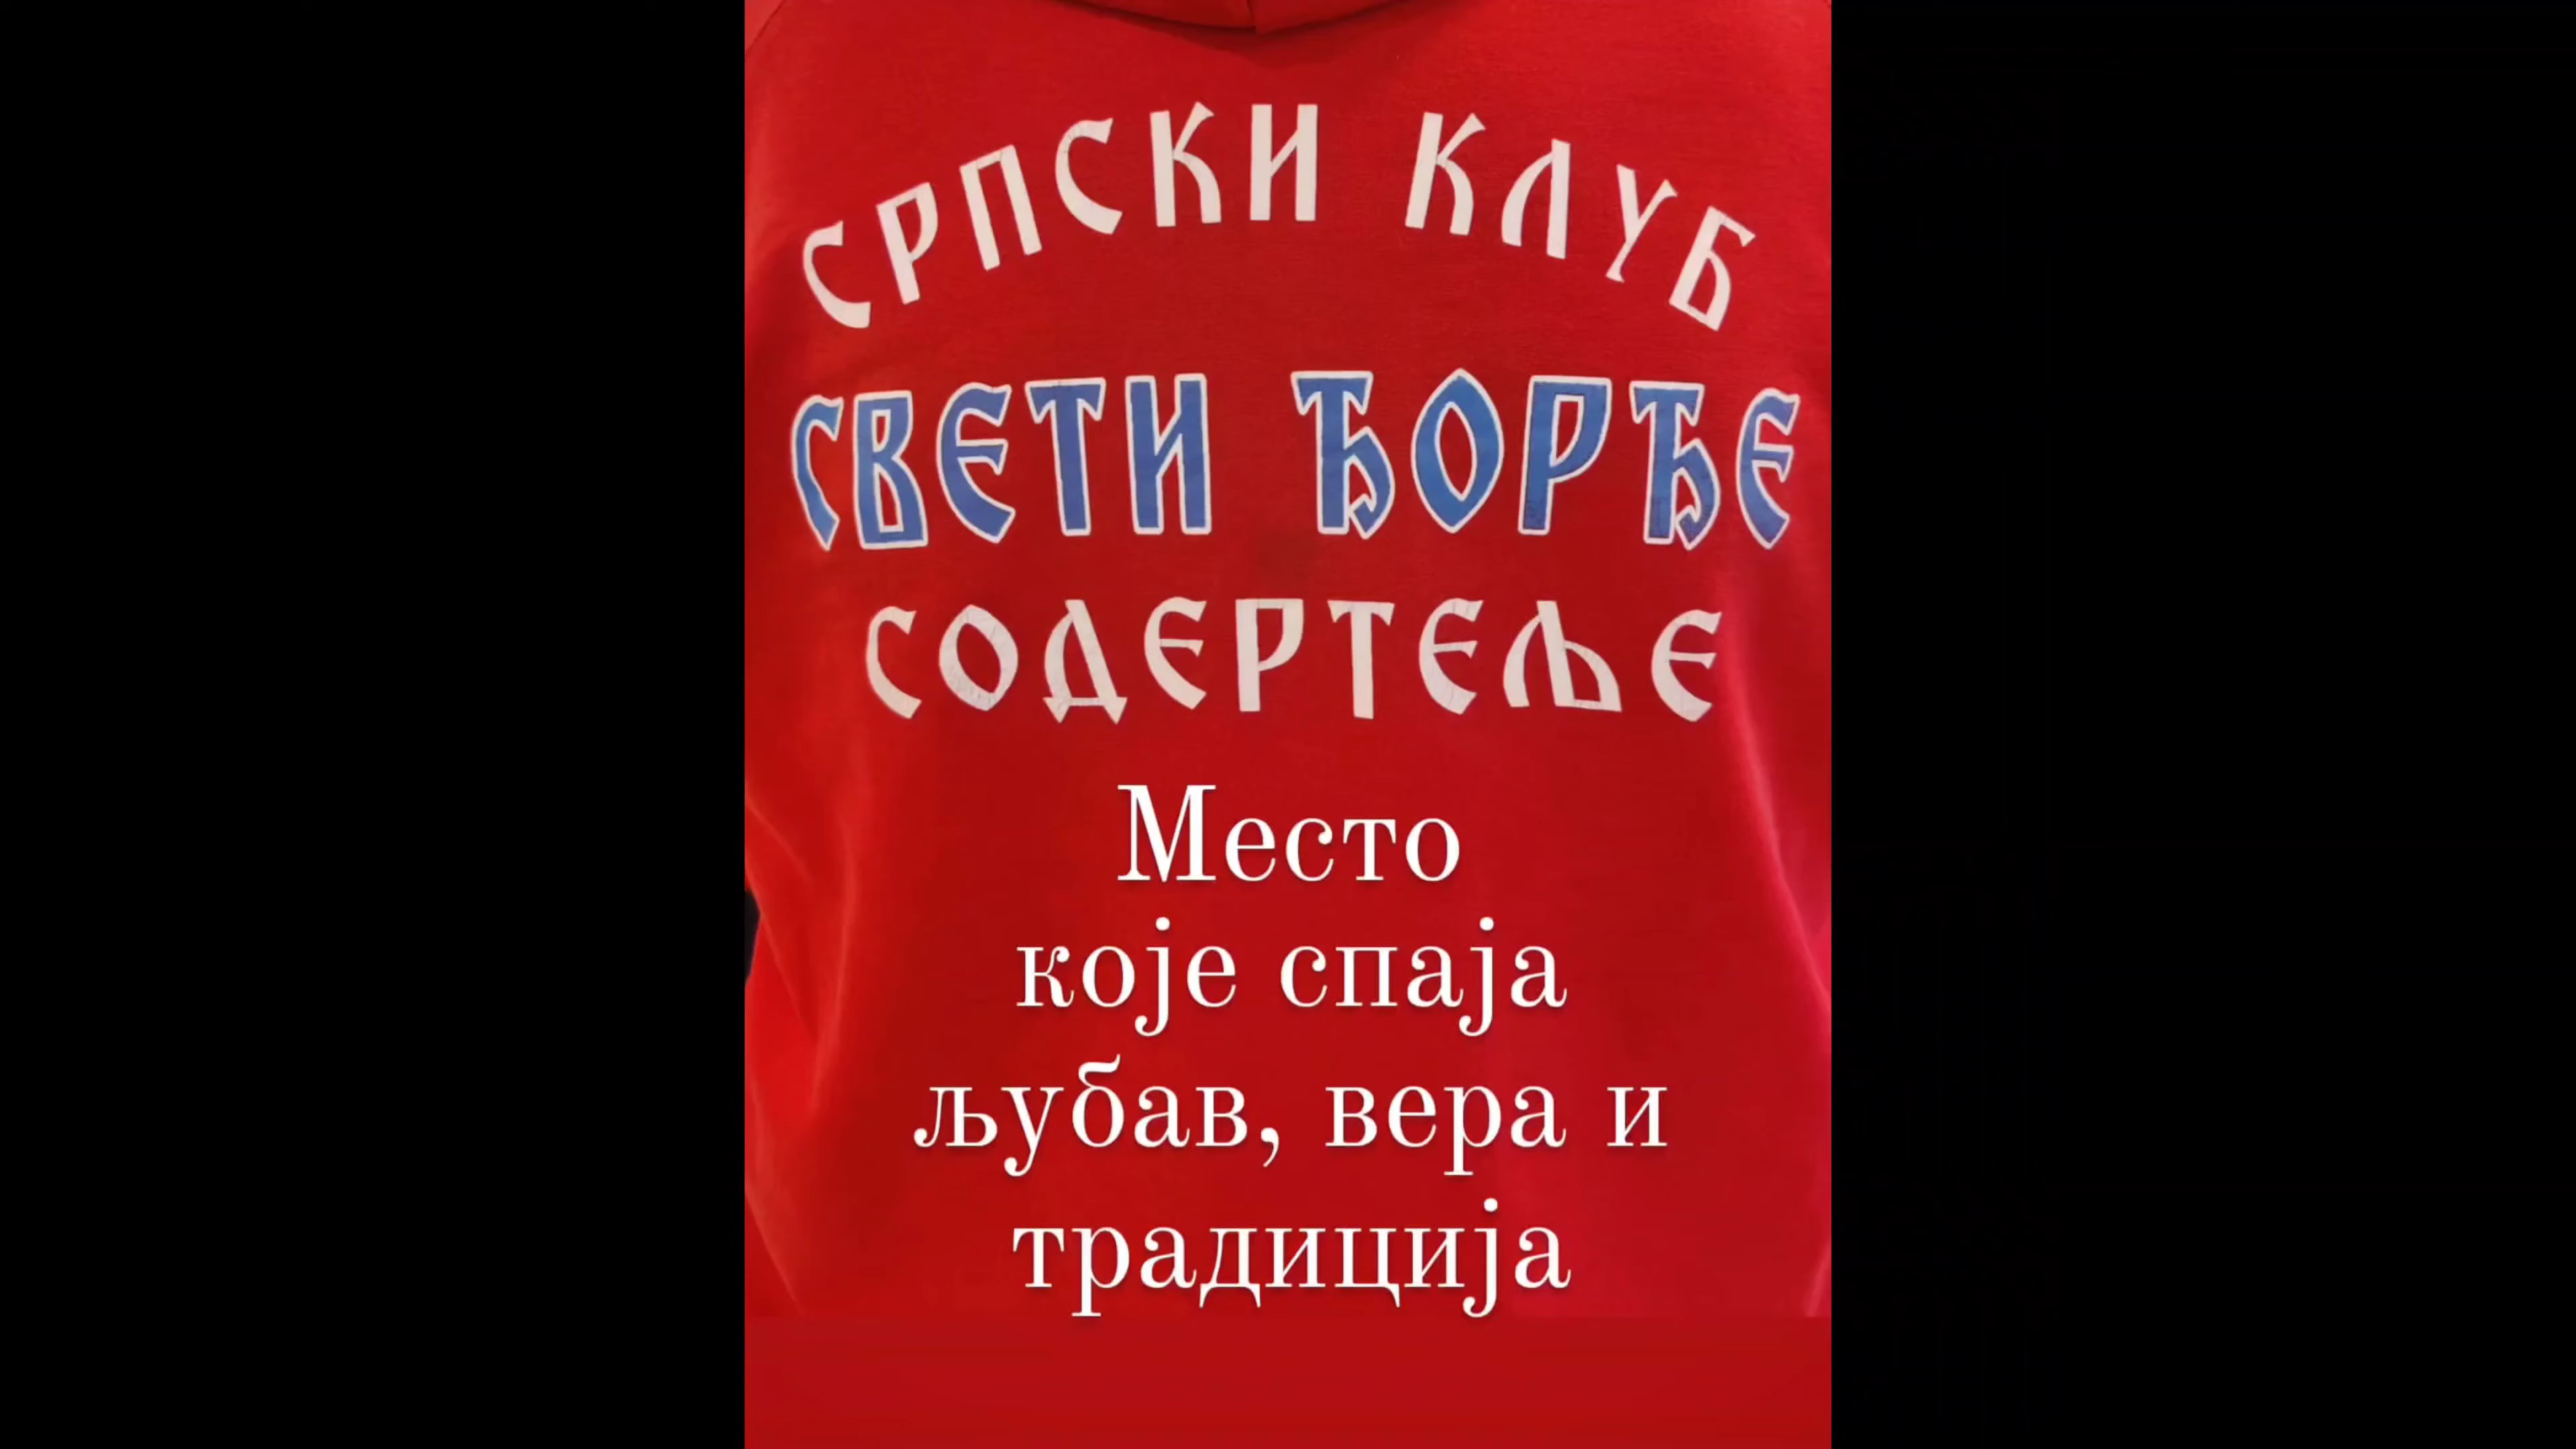 СРПСКИ КЛУБ
СВЕТИ ЂОРЂЕ
СОДЕРТЕЉЕ
Место
које спаја
љубав, вера и
традиција